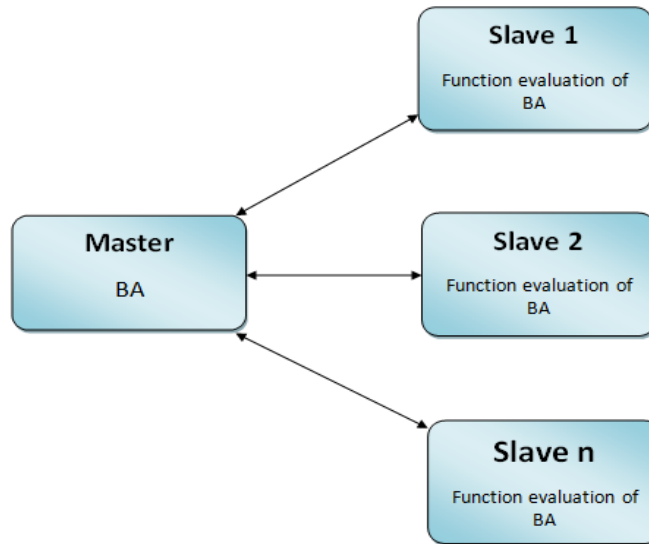 Slave 1
Function evaluation of
BA
Master
BA
Slave 2
Function evaluation of
BA
Slave n
Function evaluation of
BA